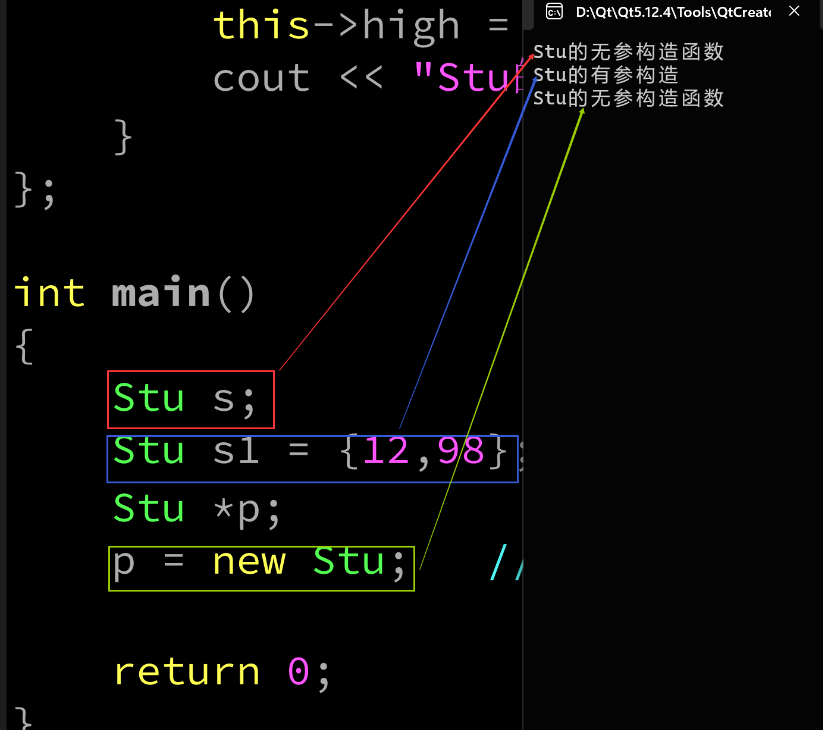 this->high =
cout << "Stu
}
};
int main()
{
Stu s;
Stu s1 = {12,98};
Stu *p;
p = new Stu; //
return 0;
}
D:\Qt\Qt5.12.4\Tools\QtCreat
Stu的无参构造函数
Stu的有参构造
Stu的无参构造函数